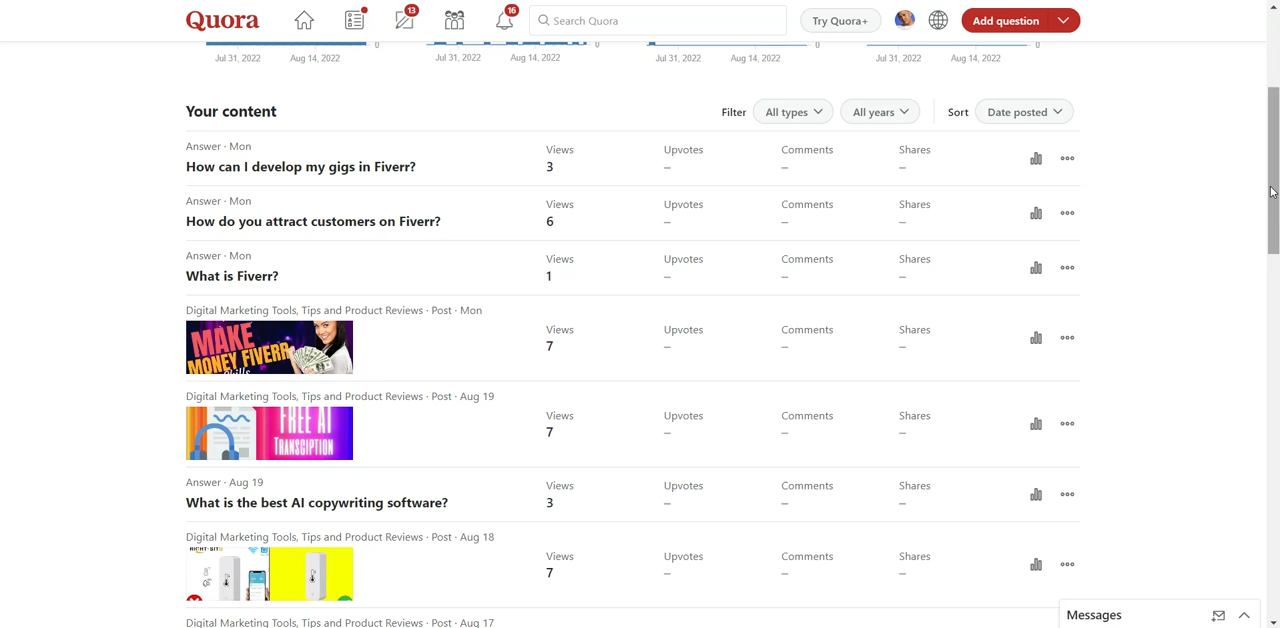 Quora
13
16
Search Quora
Try Quora+
Add question
0
0
0
0
Jul 31, 2022
Aug 14, 2022
Jul 31, 2022
Aug 14, 2022
Jul 31, 2022
Aug 14, 2022
Jul 31, 2022
Aug 14, 2022
Your content
Filter
All types
All years
Sort
Date posted
Answer · Mon
How can I develop my gigs in Fiverr?
Views
3
Upvotes
–
Comments
–
Shares
–
Answer · Mon
How do you attract customers on Fiverr?
Views
6
Upvotes
–
Comments
–
Shares
–
Answer · Mon
What is Fiverr?
Views
1
Upvotes
–
Comments
–
Shares
–
Digital Marketing Tools, Tips and Product Reviews · Post · Mon
MAKE
MONEY FIVERR
Views
7
Upvotes
–
Comments
–
Shares
–
Digital Marketing Tools, Tips and Product Reviews · Post · Aug 19
FREE AI
TRANSCIPTION
Views
7
Upvotes
–
Comments
–
Shares
–
Answer · Aug 19
What is the best AI copywriting software?
Views
3
Upvotes
–
Comments
–
Shares
–
Digital Marketing Tools, Tips and Product Reviews · Post · Aug 18
Views
7
Upvotes
–
Comments
–
Shares
–
Digital Marketing Tools, Tips and Product Reviews · Post · Aug 17
Messages